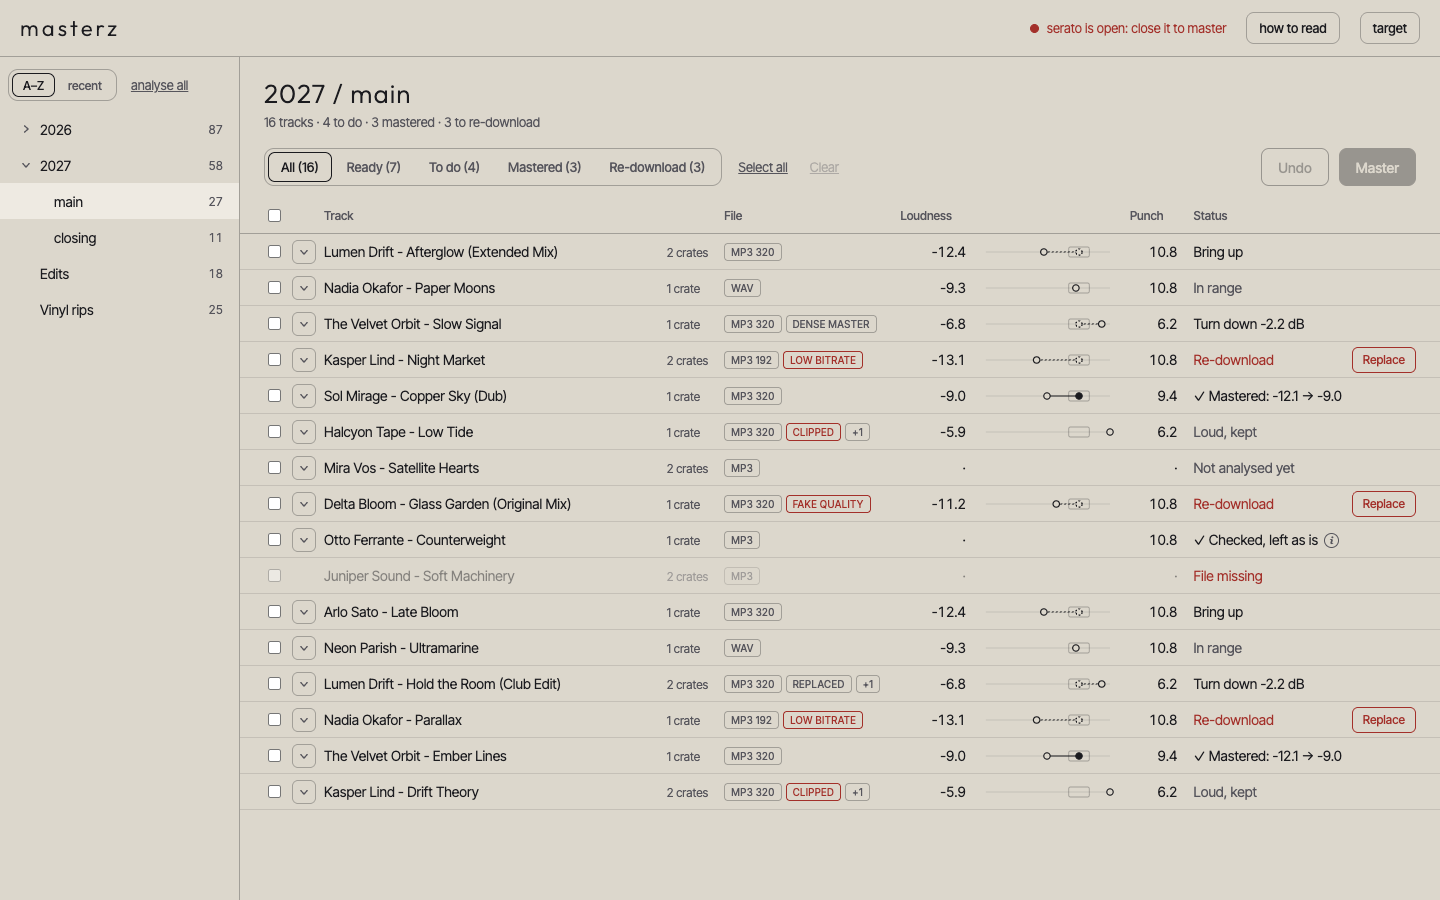 masterz
serato is open: close it to master
how to read
target
A–Z recent analyse all
2026 87
2027 58
main 27
closing 11
Edits 18
Vinyl rips 25
2027 / main
16 tracks · 4 to do · 3 mastered · 3 to re-download
All (16) Ready (7) To do (4) Mastered (3) Re-download (3) Select all Clear Undo Master
Track File Loudness Punch Status
Lumen Drift - Afterglow (Extended Mix) 2 crates MP3 320 -12.4 10.8 Bring up
Nadia Okafor - Paper Moons 1 crate WAV -9.3 10.8 In range
The Velvet Orbit - Slow Signal 1 crate MP3 320 DENSE MASTER -6.8 6.2 Turn down -2.2 dB
Kasper Lind - Night Market 2 crates MP3 192 LOW BITRATE -13.1 10.8 Re-download Replace
Sol Mirage - Copper Sky (Dub) 1 crate MP3 320 -9.0 9.4 ✓ Mastered: -12.1 → -9.0
Halcyon Tape - Low Tide 1 crate MP3 320 CLIPPED +1 -5.9 6.2 Loud, kept
Mira Vos - Satellite Hearts 2 crates MP3 · · Not analysed yet
Delta Bloom - Glass Garden (Original Mix) 1 crate MP3 320 FAKE QUALITY -11.2 10.8 Re-download Replace
Otto Ferrante - Counterweight 1 crate MP3 · 10.8 ✓ Checked, left as is i
Juniper Sound - Soft Machinery 2 crates MP3 · · File missing
Arlo Sato - Late Bloom 1 crate MP3 320 -12.4 10.8 Bring up
Neon Parish - Ultramarine 1 crate WAV -9.3 10.8 In range
Lumen Drift - Hold the Room (Club Edit) 2 crates MP3 320 REPLACED +1 -6.8 6.2 Turn down -2.2 dB
Nadia Okafor - Parallax 1 crate MP3 192 LOW BITRATE -13.1 10.8 Re-download Replace
The Velvet Orbit - Ember Lines 1 crate MP3 320 -9.0 9.4 ✓ Mastered: -12.1 → -9.0
Kasper Lind - Drift Theory 2 crates MP3 320 CLIPPED +1 -5.9 6.2 Loud, kept